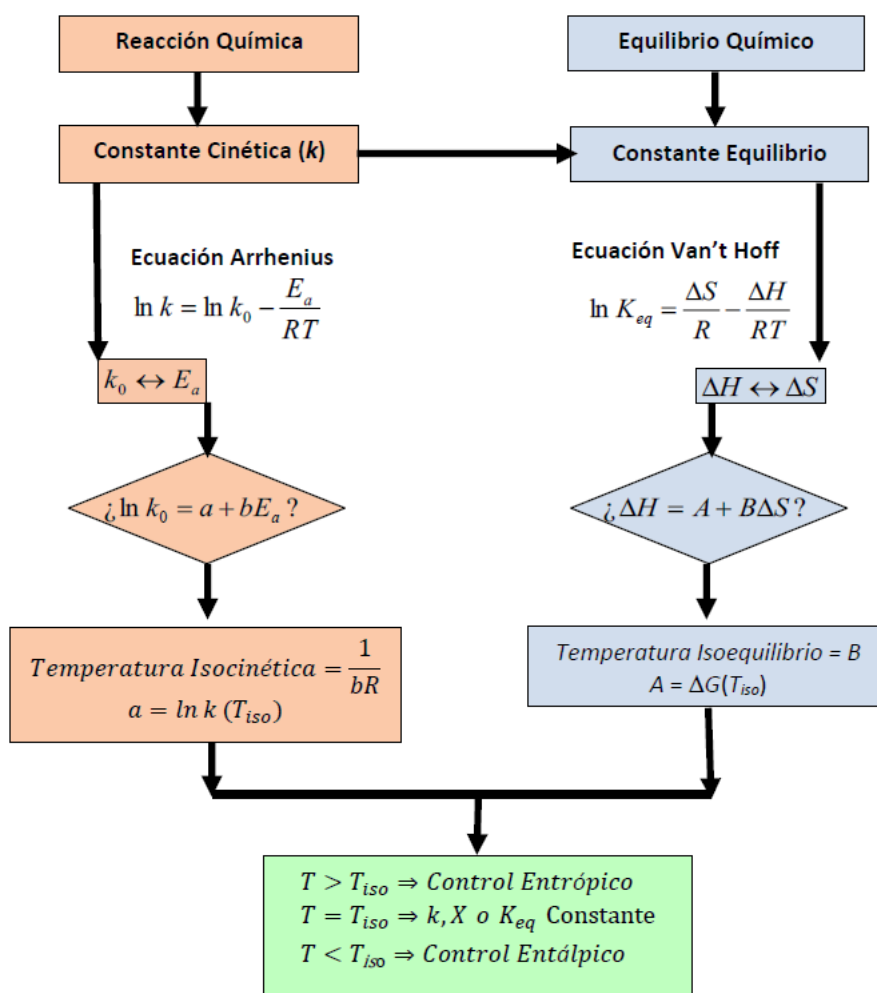 Reacción Química
Equilibrio Químico
Constante Cinética (k)
Constante Equilibrio
Ecuación Arrhenius
ln k = ln k₀ − Eₐ/RT
Ecuación Van’t Hoff
ln K_eq = ΔS/R − ΔH/RT
k₀ ↔ Eₐ
ΔH ↔ ΔS
¿ln k₀ = a + bEₐ?
¿ΔH = A + BΔS?
Temperatura Isocinética = 1/bR
a = ln k (T_iso)
Temperatura Isoequilibrio = B
A = ΔG(T_iso)
T > T_iso ⇒ Control Entrópico
T = T_iso ⇒ k, X o K_eq Constante
T < T_iso ⇒ Control Entálpico